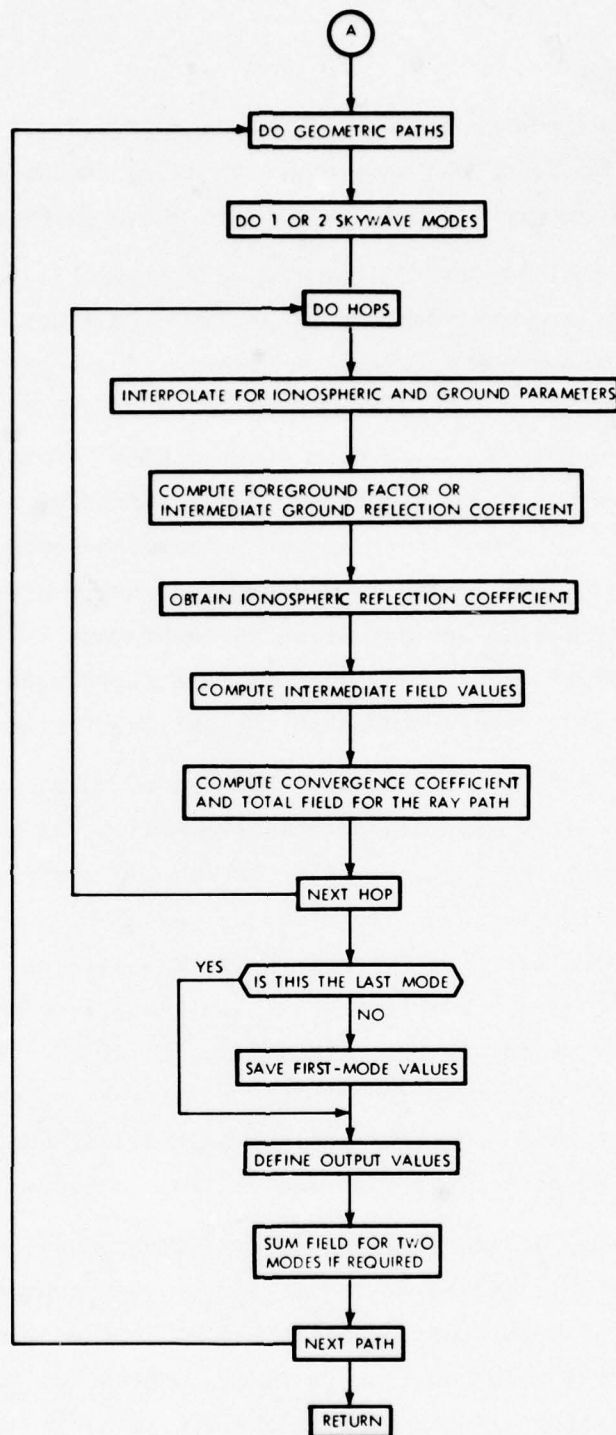 A
DO GEOMETRIC PATHS
DO 1 OR 2 SKYWAVE MODES
DO HOPS
INTERPOLATE FOR IONOSPHERIC AND GROUND PARAMETERS
COMPUTE FOREGROUND FACTOR OR
INTERMEDIATE GROUND REFLECTION COEFFICIENT
OBTAIN IONOSPHERIC REFLECTION COEFFICIENT
COMPUTE INTERMEDIATE FIELD VALUES
COMPUTE CONVERGENCE COEFFICIENT
AND TOTAL FIELD FOR THE RAY PATH
NEXT HOP
YES
IS THIS THE LAST MODE
NO
SAVE FIRST-MODE VALUES
DEFINE OUTPUT VALUES
SUM FIELD FOR TWO
MODES IF REQUIRED
NEXT PATH
RETURN